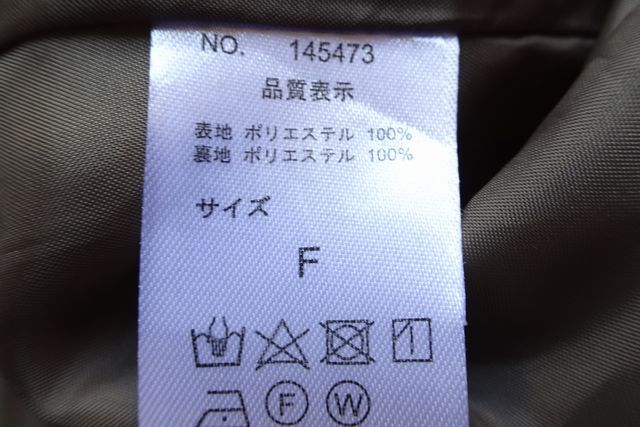 NO. 145473
品質表示
表地 ポリエステル 100%
裏地 ポリエステル 100%
サイズ
F
F W